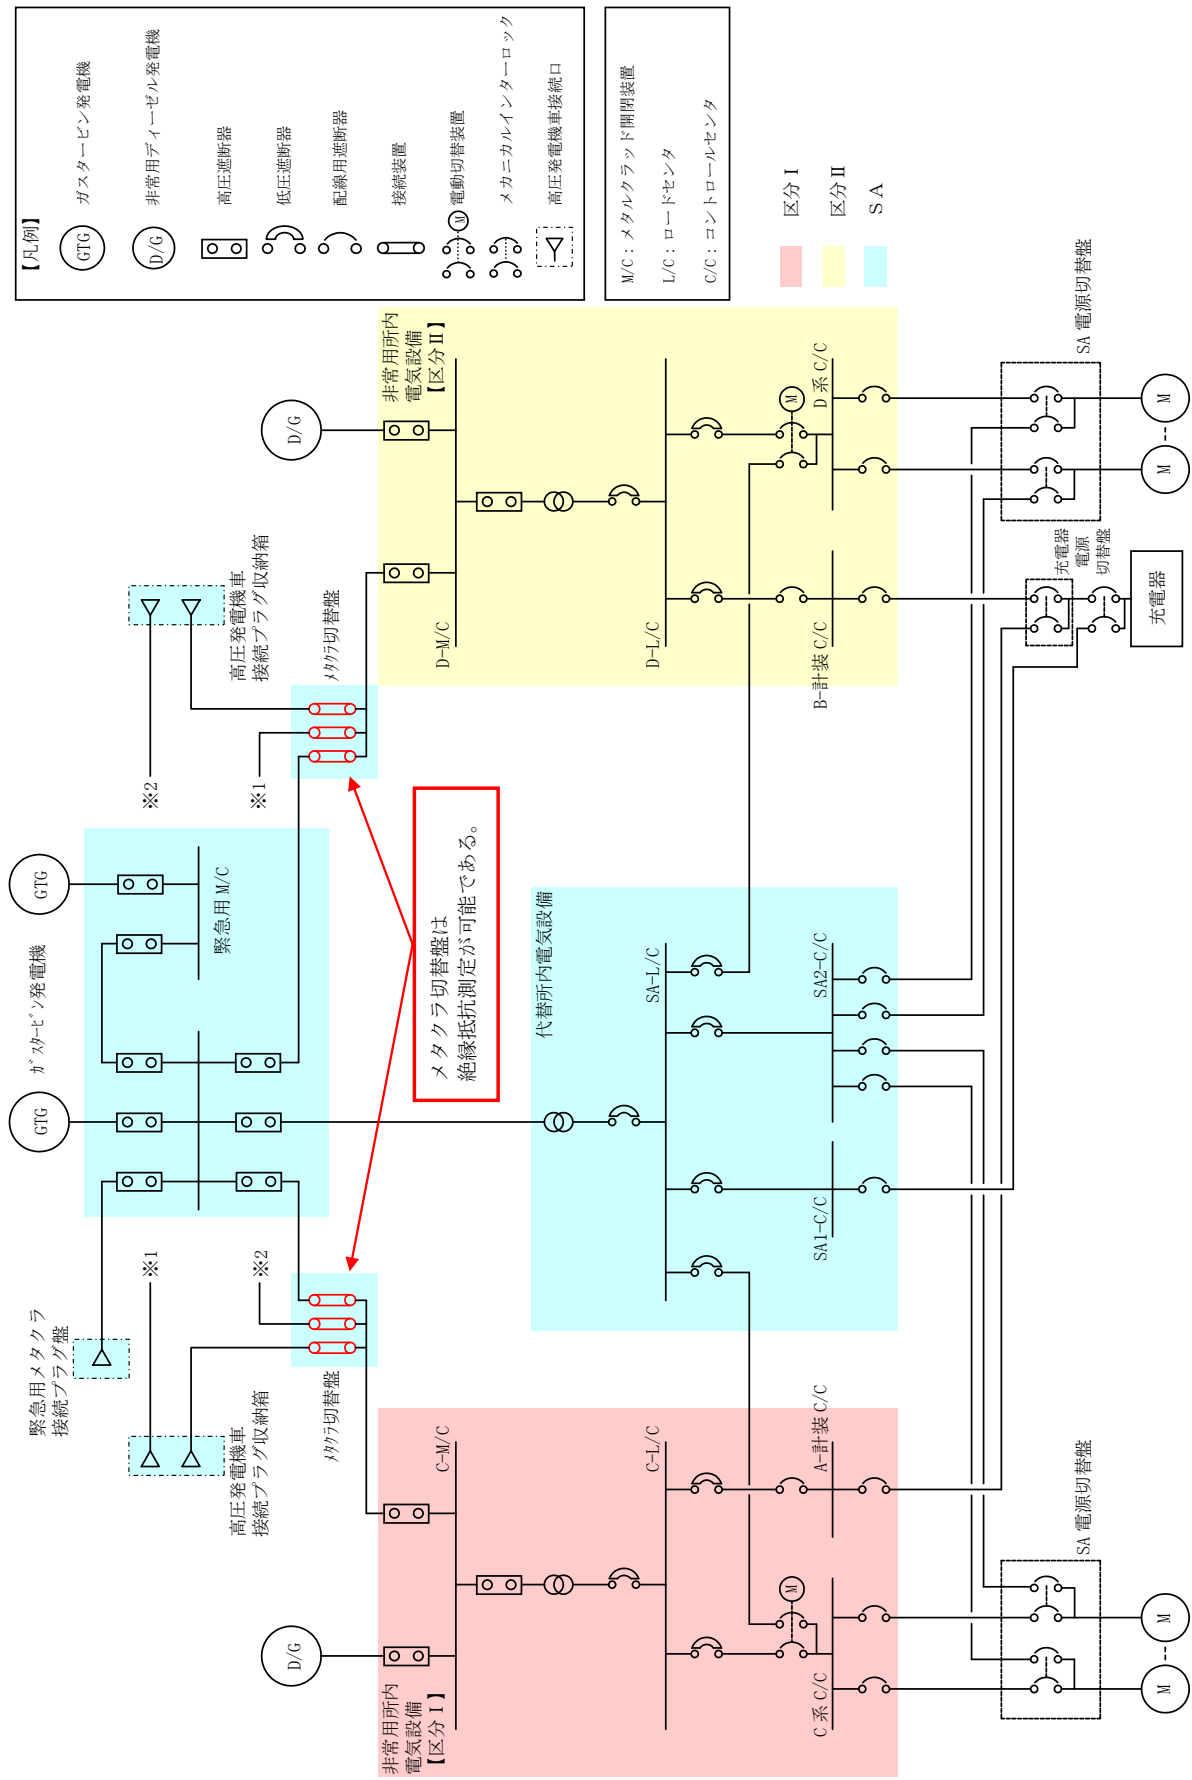 【凡例】
GTG
ガスタービン発電機
D/G
非常用ディーゼル発電機
高圧遮断器
低圧遮断器
配線用遮断器
接続装置
M
電動切替装置
メカニカルインターロック
高圧発電機車接続口
M/C：メタルクラッド開閉装置
L/C：ロードセンタ
C/C：コントロールセンタ
区分Ⅰ
区分Ⅱ
ＳＡ
GTG
ｶﾞｽﾀｰﾋﾞﾝ発電機
GTG
緊急用メタクラ
接続プラグ盤
※1
※2
高圧発電機車
接続プラグ収納箱
緊急用 M/C
※2
※1
高圧発電機車
接続プラグ収納箱
ﾒﾀｸﾗ切替盤
ﾒﾀｸﾗ切替盤
メタクラ切替盤は
絶縁抵抗測定が可能である。
D/G
非常用所内
電気設備
【区分Ⅰ】
C-M/C
C-L/C
M
C 系 C/C
A-計装 C/C
代替所内電気設備
SA-L/C
SA1-C/C
SA2-C/C
D/G
非常用所内
電気設備
【区分Ⅱ】
D-M/C
D-L/C
M
B-計装 C/C
D 系 C/C
SA 電源切替盤
M
M
充電器
電源
切替盤
充電器
SA 電源切替盤
M
M